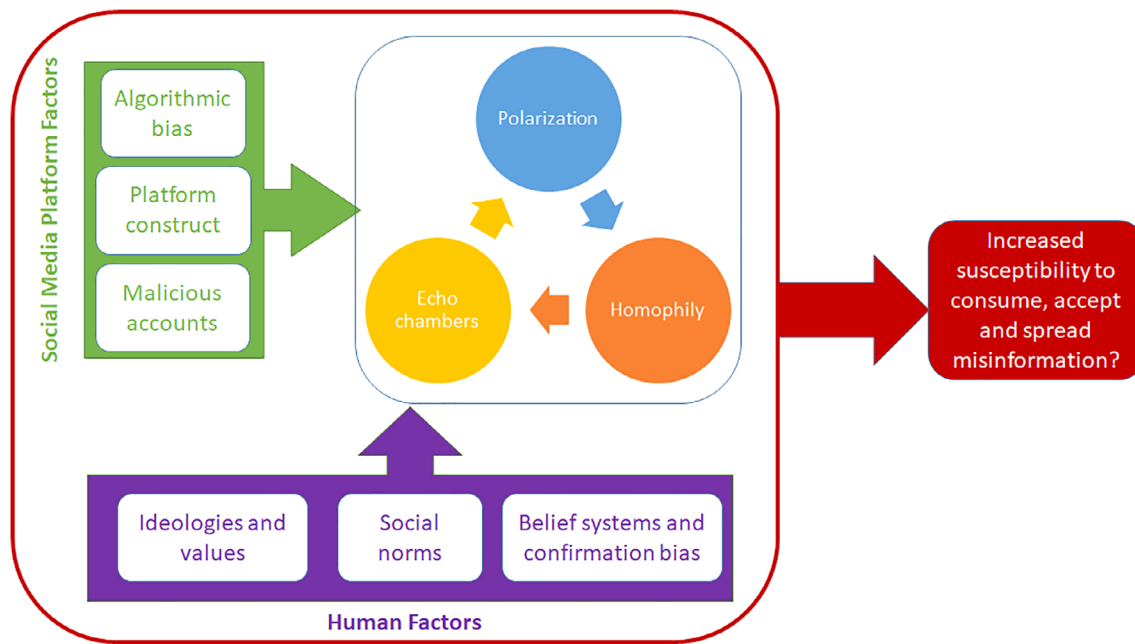 Social Media Platform Factors
Algorithmic
bias
Platform
construct
Malicious
accounts
Polarization
Echo
chambers
Homophily
Increased
susceptibility to
consume, accept
and spread
misinformation?
Ideologies and
values
Social
norms
Belief systems and
confirmation bias
Human Factors